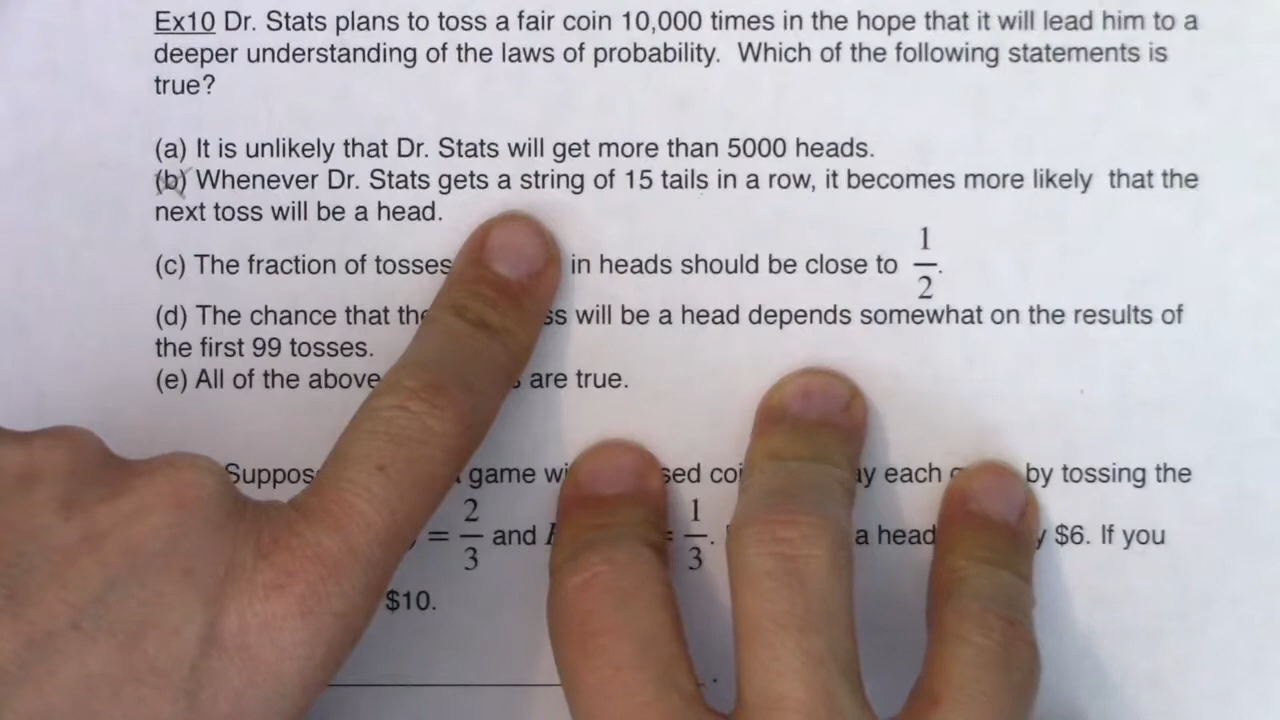 Ex10 Dr. Stats plans to toss a fair coin 10,000 times in the hope that it will lead him to a
deeper understanding of the laws of probability. Which of the following statements is
true?
(a) It is unlikely that Dr. Stats will get more than 5000 heads.
(b) Whenever Dr. Stats gets a string of 15 tails in a row, it becomes more likely that the
next toss will be a head.
(c) The fraction of tosses in heads should be close to 1/2.
(d) The chance that will be a head depends somewhat on the results of
the first 99 tosses.
(e) All of the above are true.
game each by tossing the
= 2/3 and = 1/3. a head $6. If you
$10.